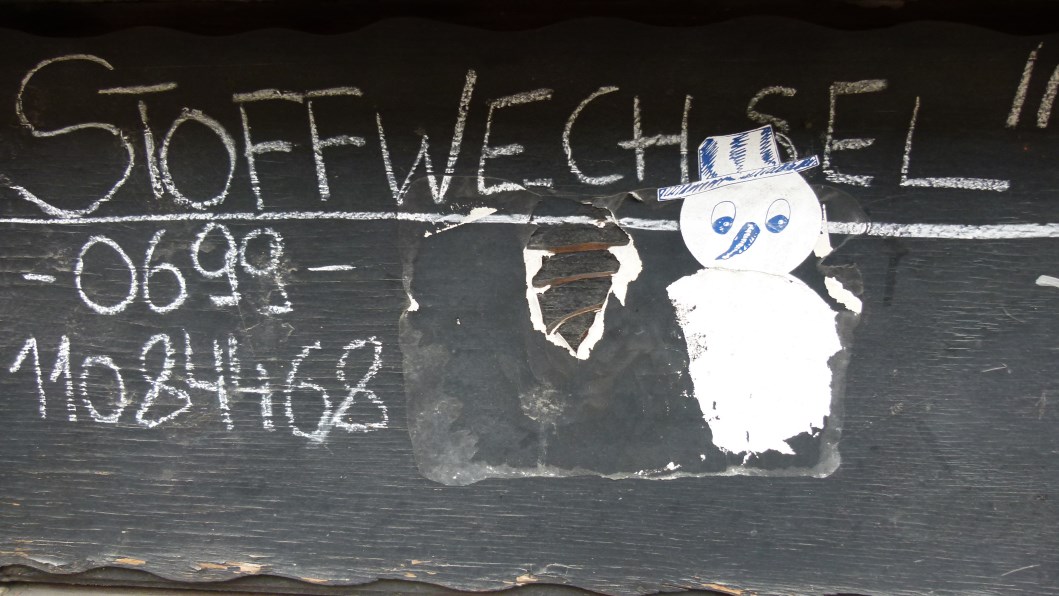 STOFFWECHSEL"
- 0699 -
11084468